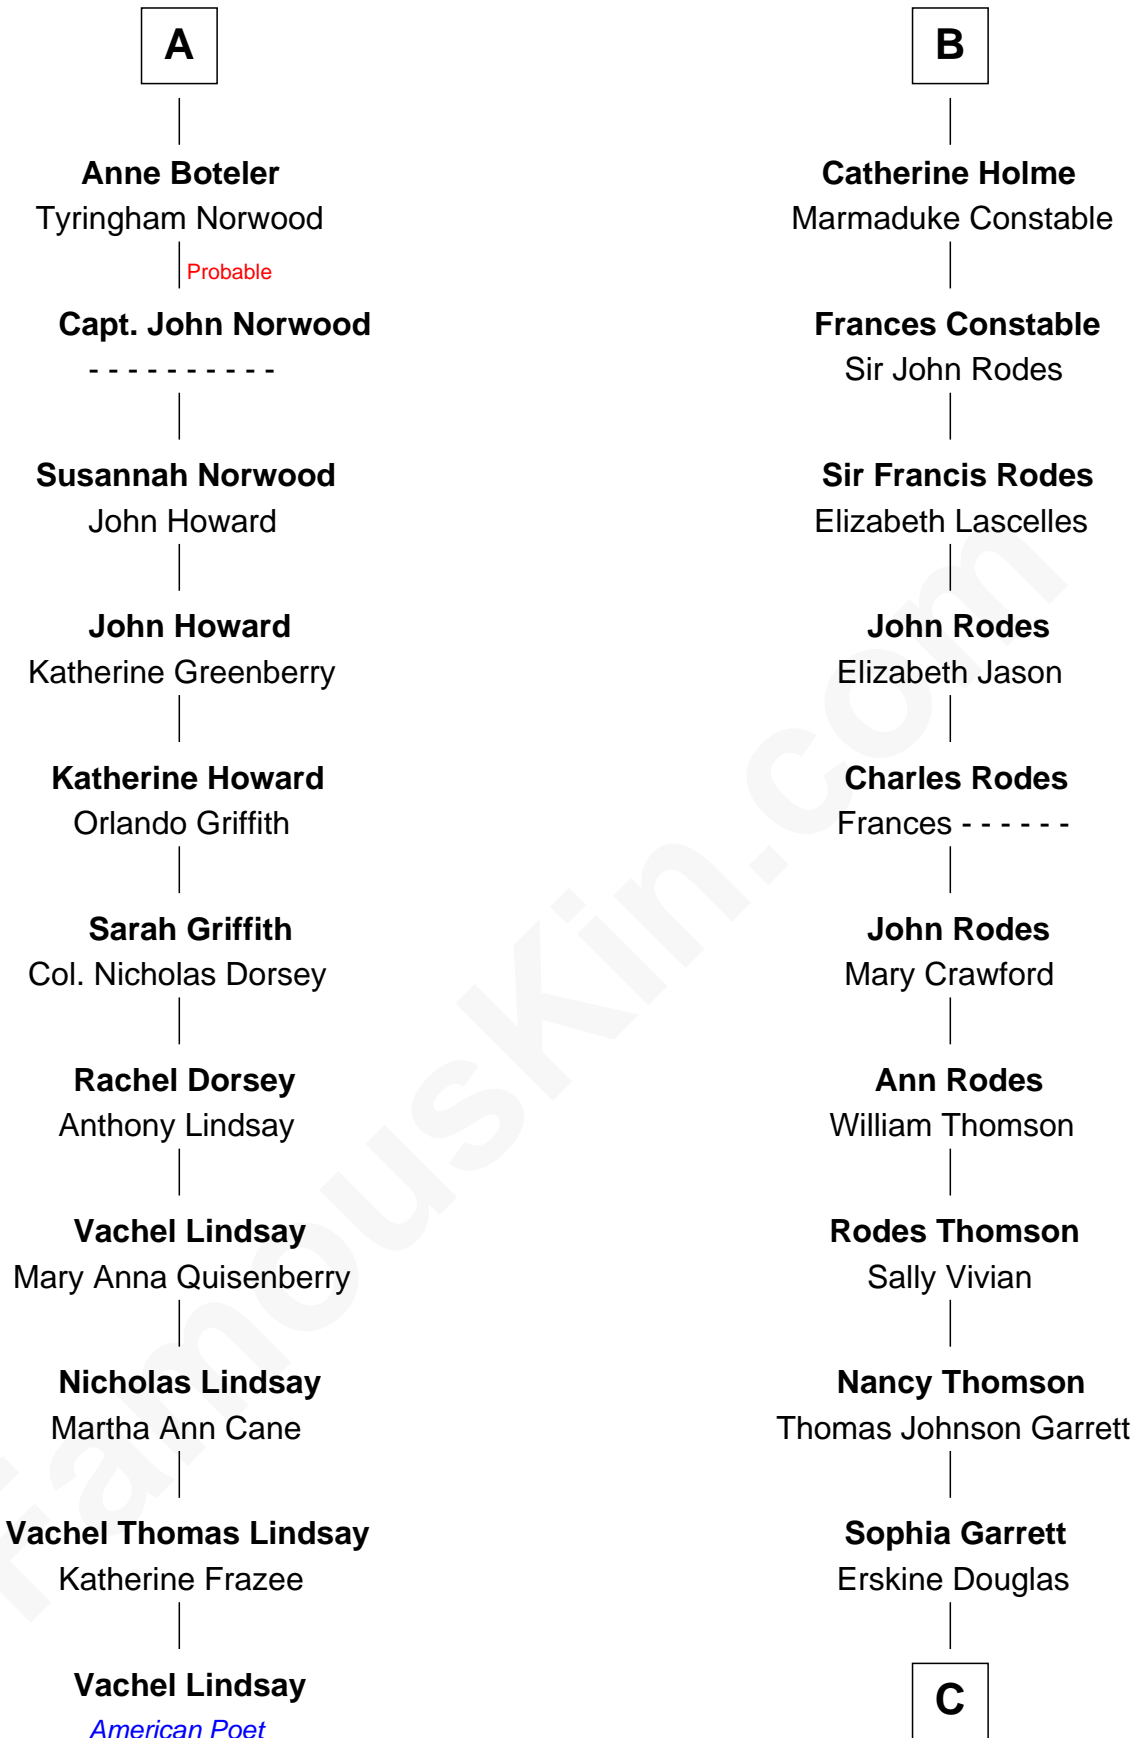 A
Anne Boteler
Tyringham Norwood
Probable
Capt. John Norwood
- - - - - - - - - -
Susannah Norwood
John Howard
John Howard
Katherine Greenberry
Katherine Howard
Orlando Griffith
Sarah Griffith
Col. Nicholas Dorsey
Rachel Dorsey
Anthony Lindsay
Vachel Lindsay
Mary Anna Quisenberry
Nicholas Lindsay
Martha Ann Cane
Vachel Thomas Lindsay
Katherine Frazee
Vachel Lindsay
American Poet
B
Catherine Holme
Marmaduke Constable
Frances Constable
Sir John Rodes
Sir Francis Rodes
Elizabeth Lascelles
John Rodes
Elizabeth Jason
Charles Rodes
Frances - - - - - -
John Rodes
Mary Crawford
Ann Rodes
William Thomson
Rodes Thomson
Sally Vivian
Nancy Thomson
Thomas Johnson Garrett
Sophia Garrett
Erskine Douglas
C
FamousKin.com